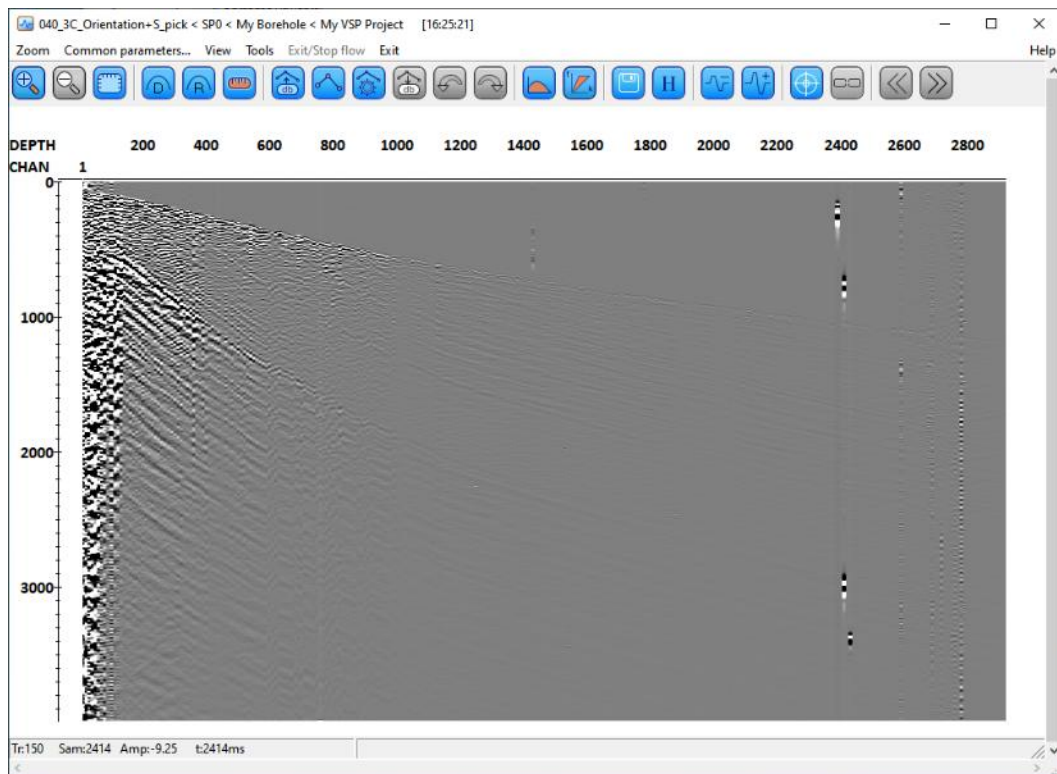 040_3C_Orientation+S_pick < SP0 < My Borehole < My VSP Project [16:25:21]
Zoom Common parameters... View Tools Exit/Stop flow Exit Help
D R db db H
DEPTH 200 400 600 800 1000 1200 1400 1600 1800 2000 2200 2400 2600 2800
CHAN 1
0
1000
2000
3000
Tr:150 Sam:2414 Amp:-9.25 t:2414ms